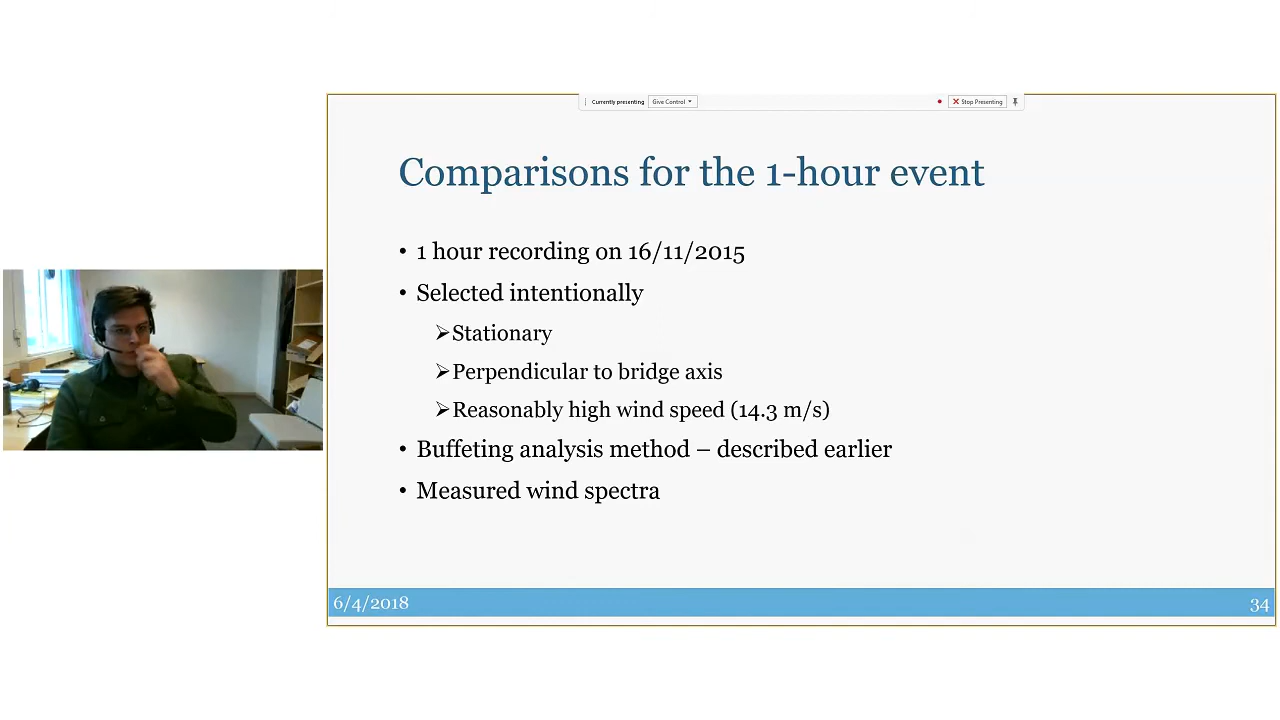 Currently presenting Give Control Stop Presenting
Comparisons for the 1-hour event
• 1 hour recording on 16/11/2015
• Selected intentionally
➢Stationary
➢Perpendicular to bridge axis
➢Reasonably high wind speed (14.3 m/s)
• Buffeting analysis method – described earlier
• Measured wind spectra
6/4/2018 34